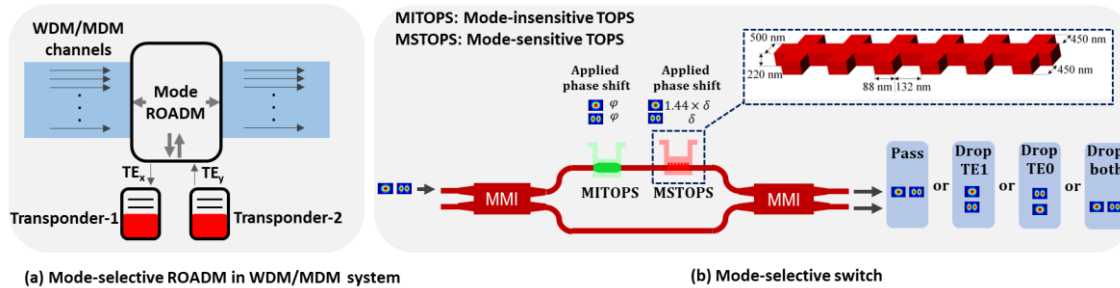 WDM/MDM
channels
Mode
ROADM
TEx
TEy
Transponder-1
Transponder-2
(a) Mode-selective ROADM in WDM/MDM system
MITOPS: Mode-insensitive TOPS
MSTOPS: Mode-sensitive TOPS
Applied
phase shift
φ
φ
Applied
phase shift
1.44 × δ
δ
500 nm
220 nm
88 nm
132 nm
450 nm
450 nm
MMI
MITOPS
MSTOPS
MMI
Pass
or
Drop
TE1
or
Drop
TE0
or
Drop
both
(b) Mode-selective switch